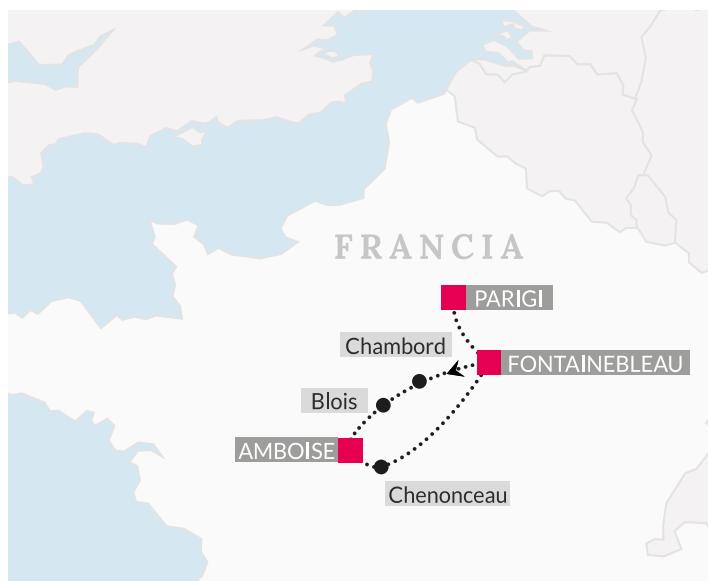 FRANCIA
PARIGI
Chambord
FONTAINEBLEAU
Blois
AMBOISE
Chenonceau